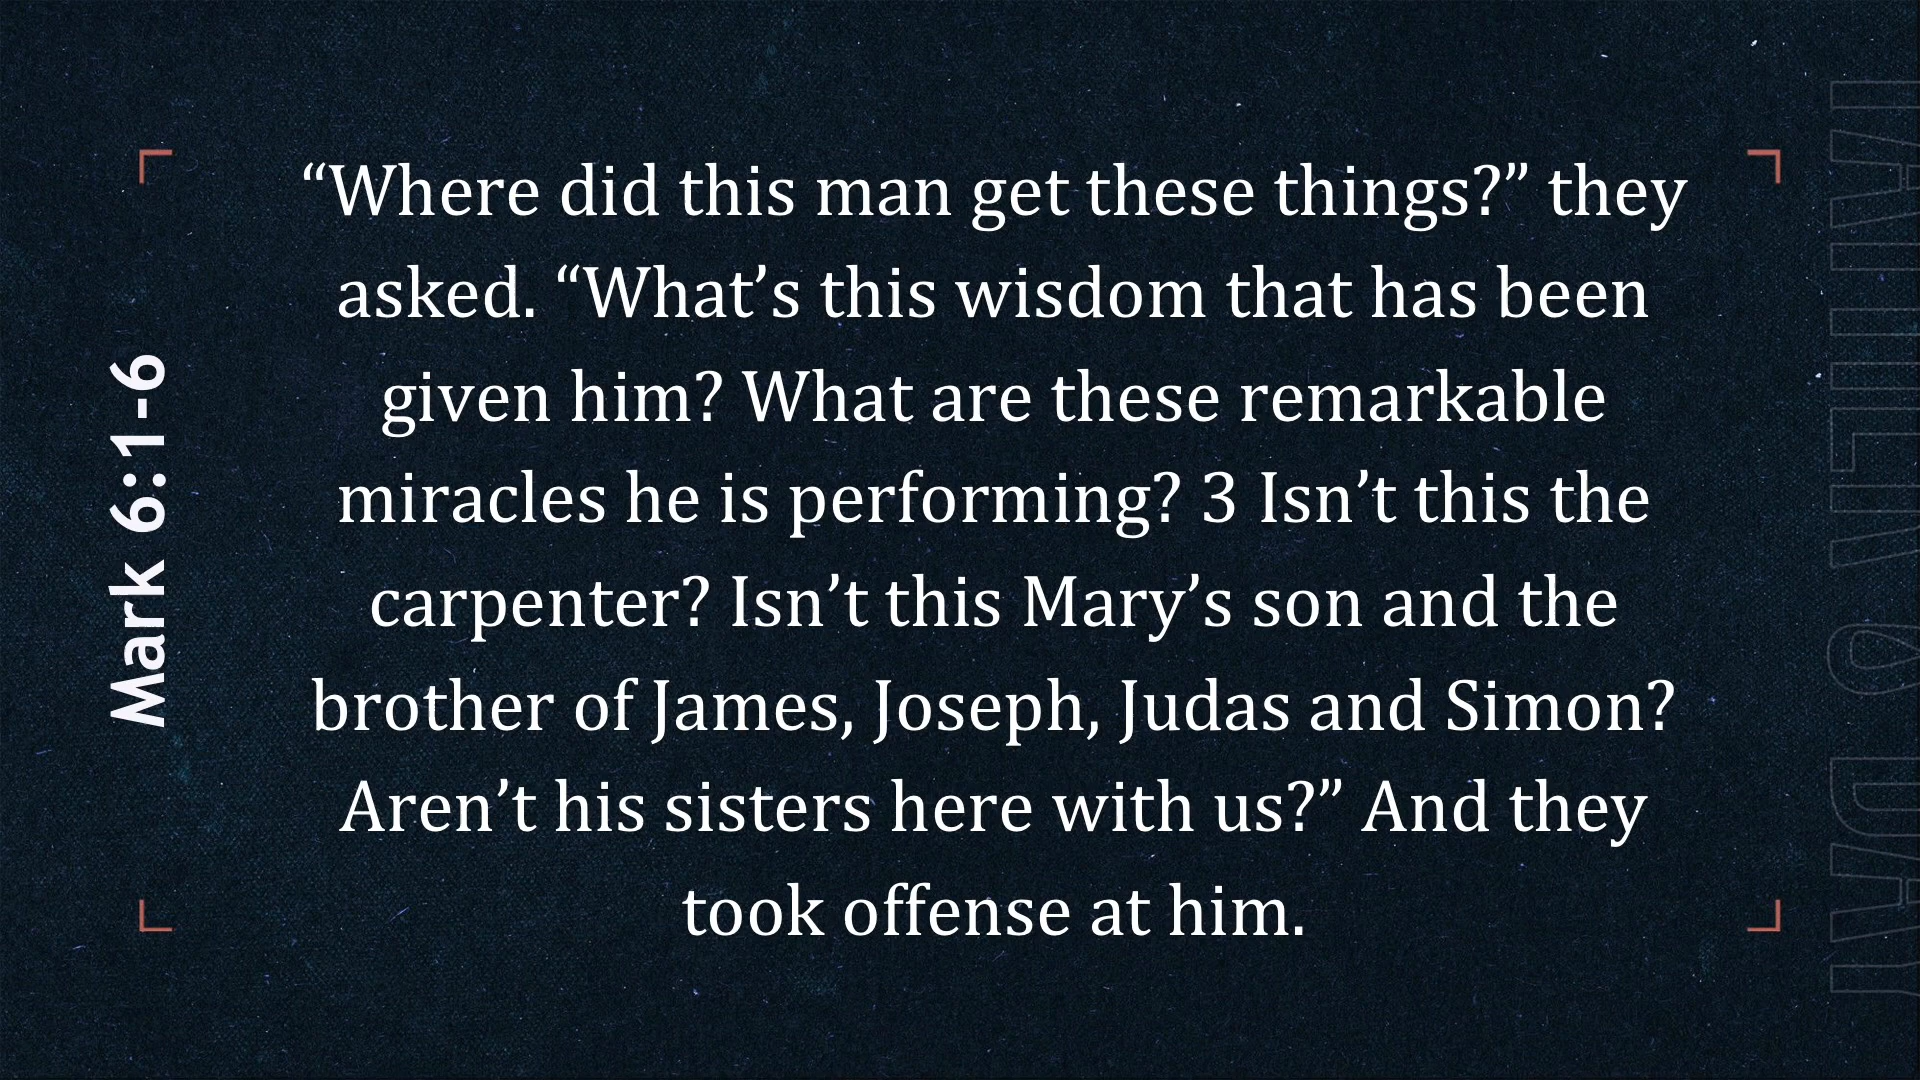 Mark 6:1-6
“Where did this man get these things?” they
asked. “What’s this wisdom that has been
given him? What are these remarkable
miracles he is performing? 3 Isn’t this the
carpenter? Isn’t this Mary’s son and the
brother of James, Joseph, Judas and Simon?
Aren’t his sisters here with us?” And they
took offense at him.